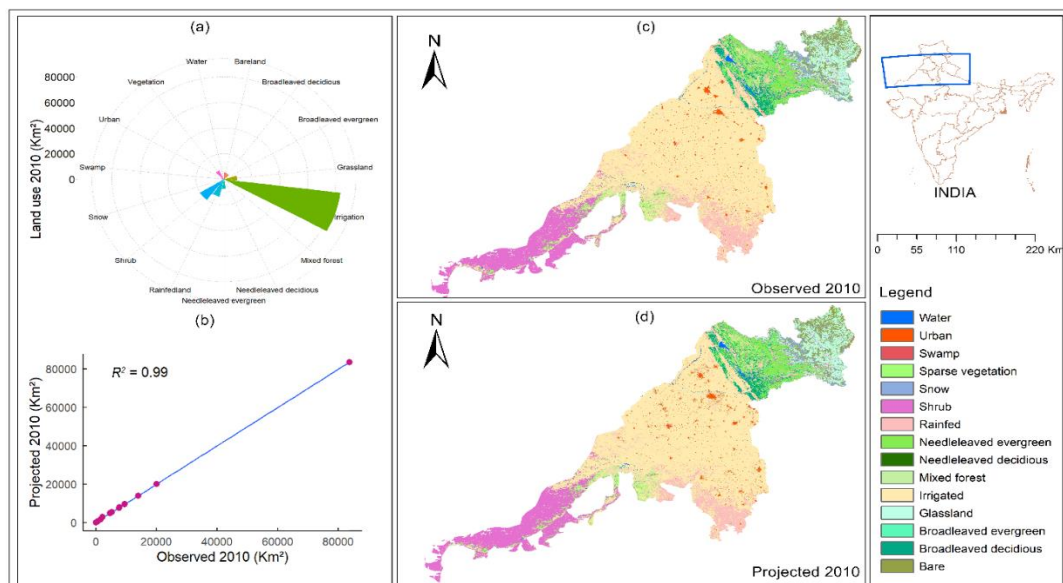 (a)
Land use 2010 (Km²)
80000
60000
40000
20000
0
Water
Bareland
Vegetation
Broadleaved decidious
Urban
Broadleaved evergreen
Swamp
Grassland
Snow
Irrigation
Shrub
Mixed forest
Rainfedland
Needleleaved decidious
Needleleaved evergreen
(b)
R² = 0.99
Projected 2010 (Km²)
80000
60000
40000
20000
0
0
20000
40000
60000
80000
Observed 2010 (Km²)
(c)
N
Observed 2010
(d)
N
Projected 2010
INDIA
0 55 110 220 Km
Legend
Water
Urban
Swamp
Sparse vegetation
Snow
Shrub
Rainfed
Needleleaved evergreen
Needleleaved decidious
Mixed forest
Irrigated
Glassland
Broadleaved evergreen
Broadleaved decidious
Bare